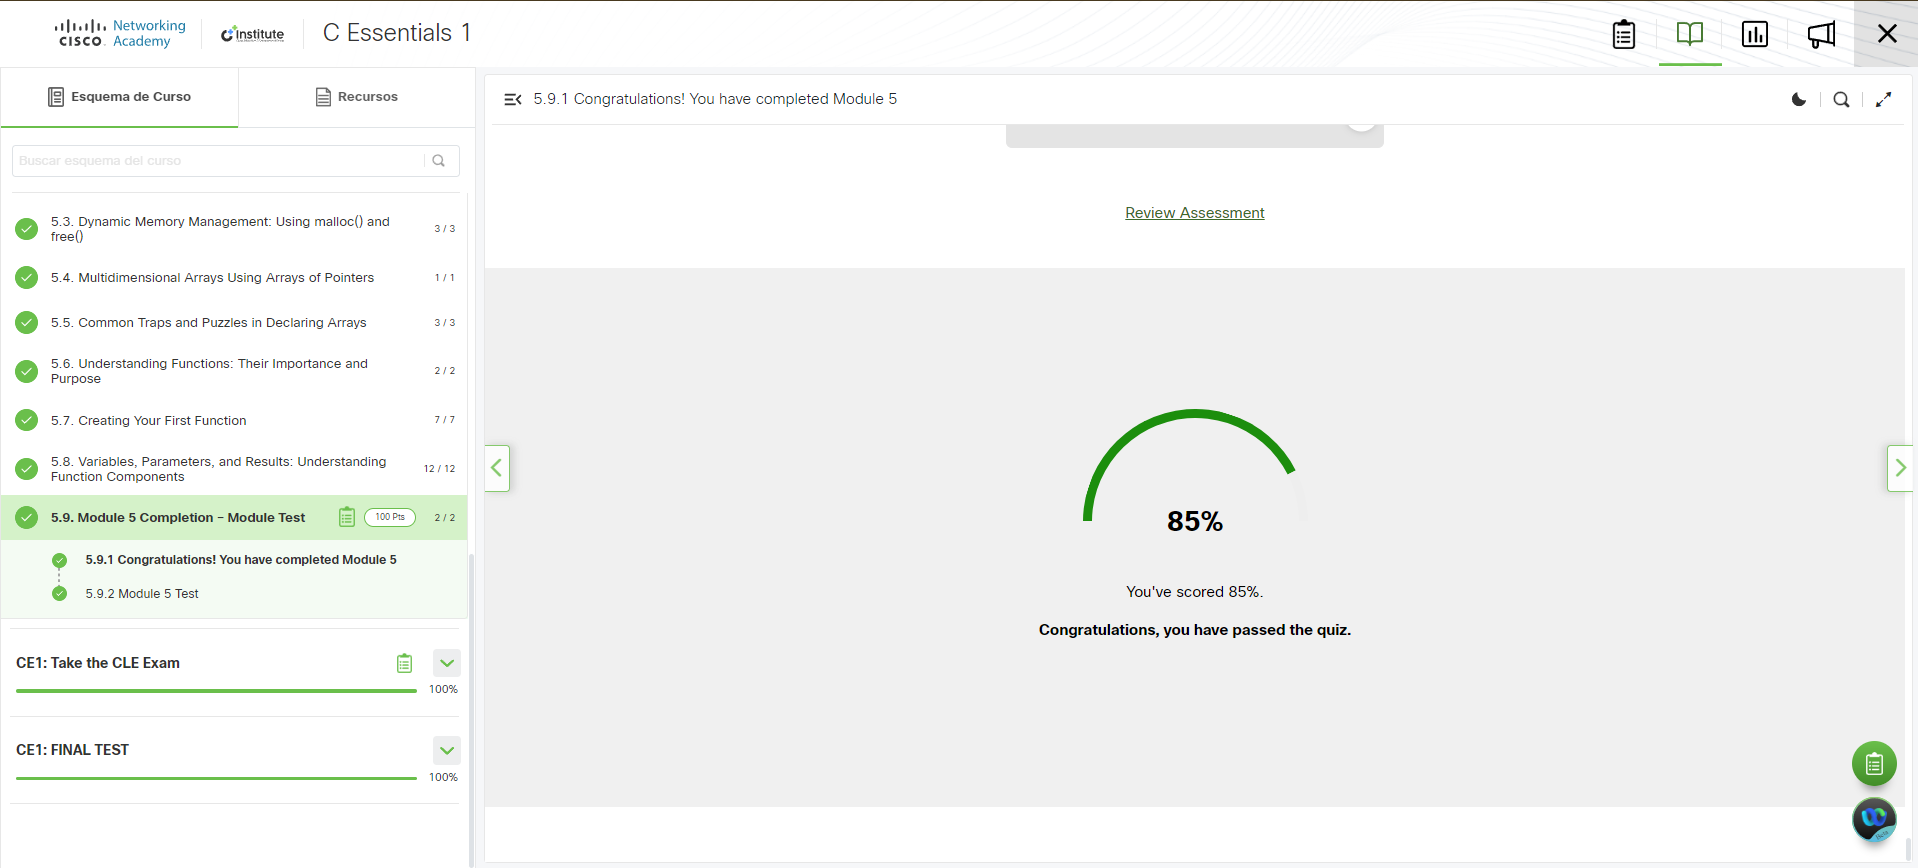 Networking
CISCO Academy
C++ Institute
C Essentials 1
Esquema de Curso
Recursos
Buscar esquema del curso
5.3. Dynamic Memory Management: Using malloc() and
free()
3 / 3
5.4. Multidimensional Arrays Using Arrays of Pointers
1 / 1
5.5. Common Traps and Puzzles in Declaring Arrays
3 / 3
5.6. Understanding Functions: Their Importance and
Purpose
2 / 2
5.7. Creating Your First Function
7 / 7
5.8. Variables, Parameters, and Results: Understanding
Function Components
12 / 12
5.9. Module 5 Completion – Module Test
100 Pts
2 / 2
5.9.1 Congratulations! You have completed Module 5
5.9.2 Module 5 Test
CE1: Take the CLE Exam
100%
CE1: FINAL TEST
100%
5.9.1 Congratulations! You have completed Module 5
Review Assessment
85%
You've scored 85%.
Congratulations, you have passed the quiz.
Beta